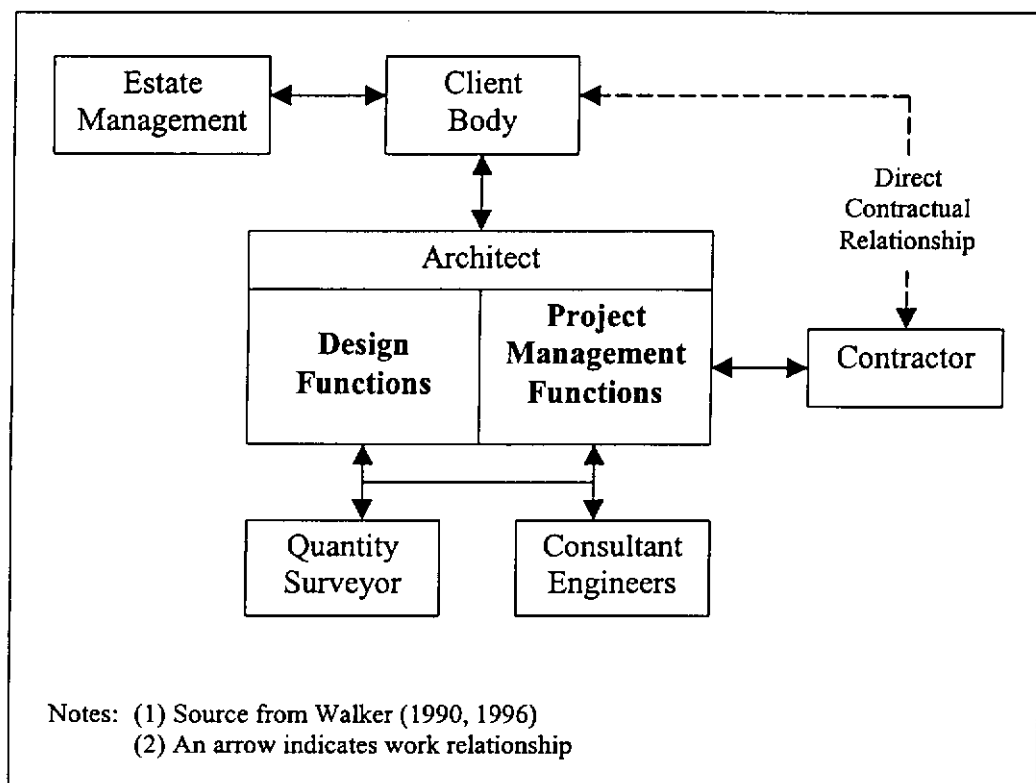 Estate
Management
Client
Body
Direct
Contractual
Relationship
Architect
Design
Functions
Project
Management
Functions
Contractor
Quantity
Surveyor
Consultant
Engineers
Notes: (1) Source from Walker (1990, 1996)
(2) An arrow indicates work relationship